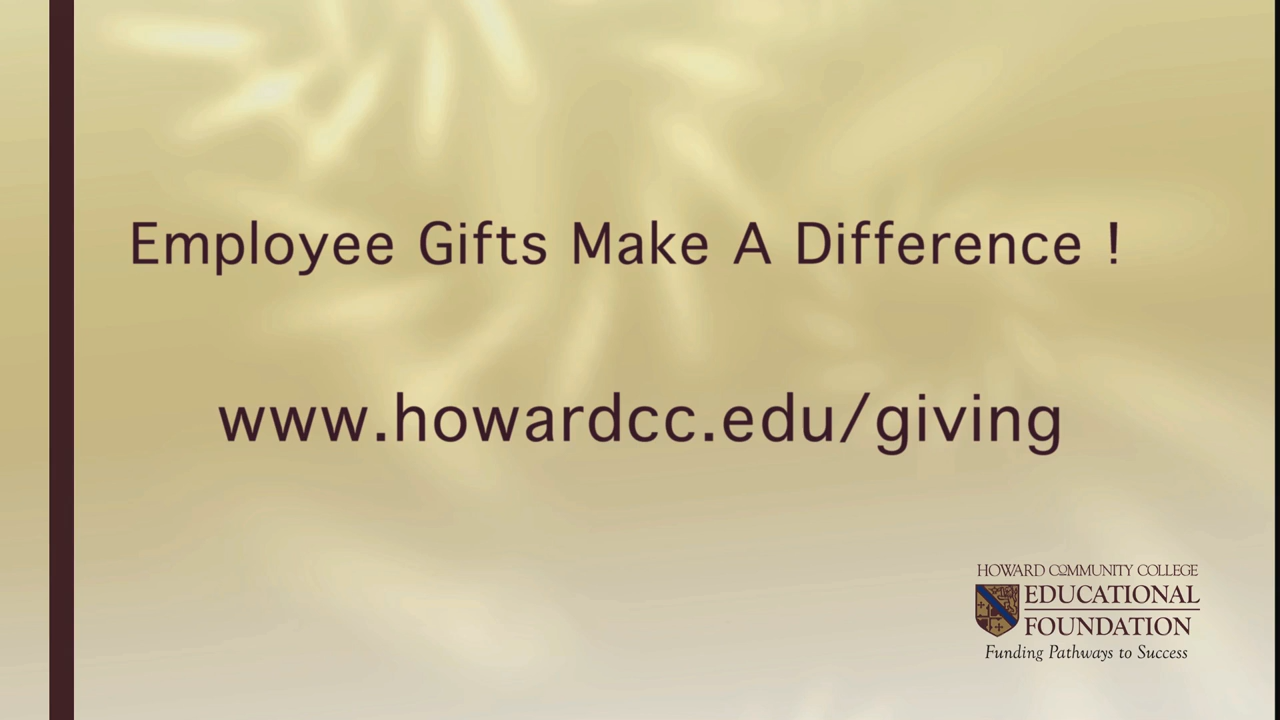 Employee Gifts Make A Difference !
www.howardcc.edu/giving
HOWARD COMMUNITY COLLEGE
EDUCATIONAL
FOUNDATION
Funding Pathways to Success